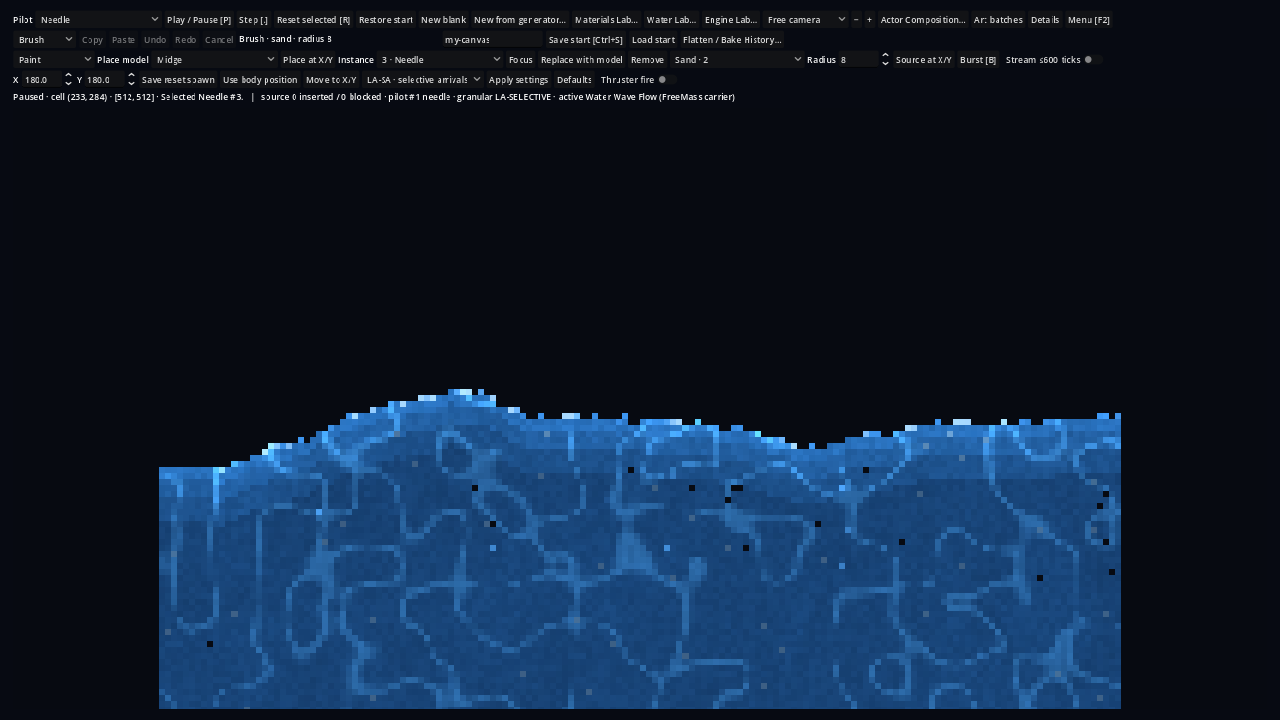 Pilot Needle Play / Pause [P] Step [.] Reset selected [R] Restore start New blank New from generator... Materials Lab... Water Lab... Engine Lab... Free camera − + Actor Composition... Art batches Details Menu [F2]
Brush Copy Paste Undo Redo Cancel Brush · sand · radius 8 my-canvas Save start [Ctrl+S] Load start Flatten / Bake History...
Paint Place model Midge Place at X/Y Instance 3 · Needle Focus Replace with model Remove Sand · 2 Radius 8 Source at X/Y Burst [B] Stream ≤600 ticks
X 180.0 Y 180.0 Save resets pawn Use body position Move to X/Y LA-SA · selective arrivals Apply settings Defaults Thruster fire
Paused · cell (233, 284) · [512, 512] · Selected Needle #3. | source 0 inserted / 0 blocked · pilot #1 needle · granular LA-SELECTIVE · active Water Wave Flow (FreeMass carrier)